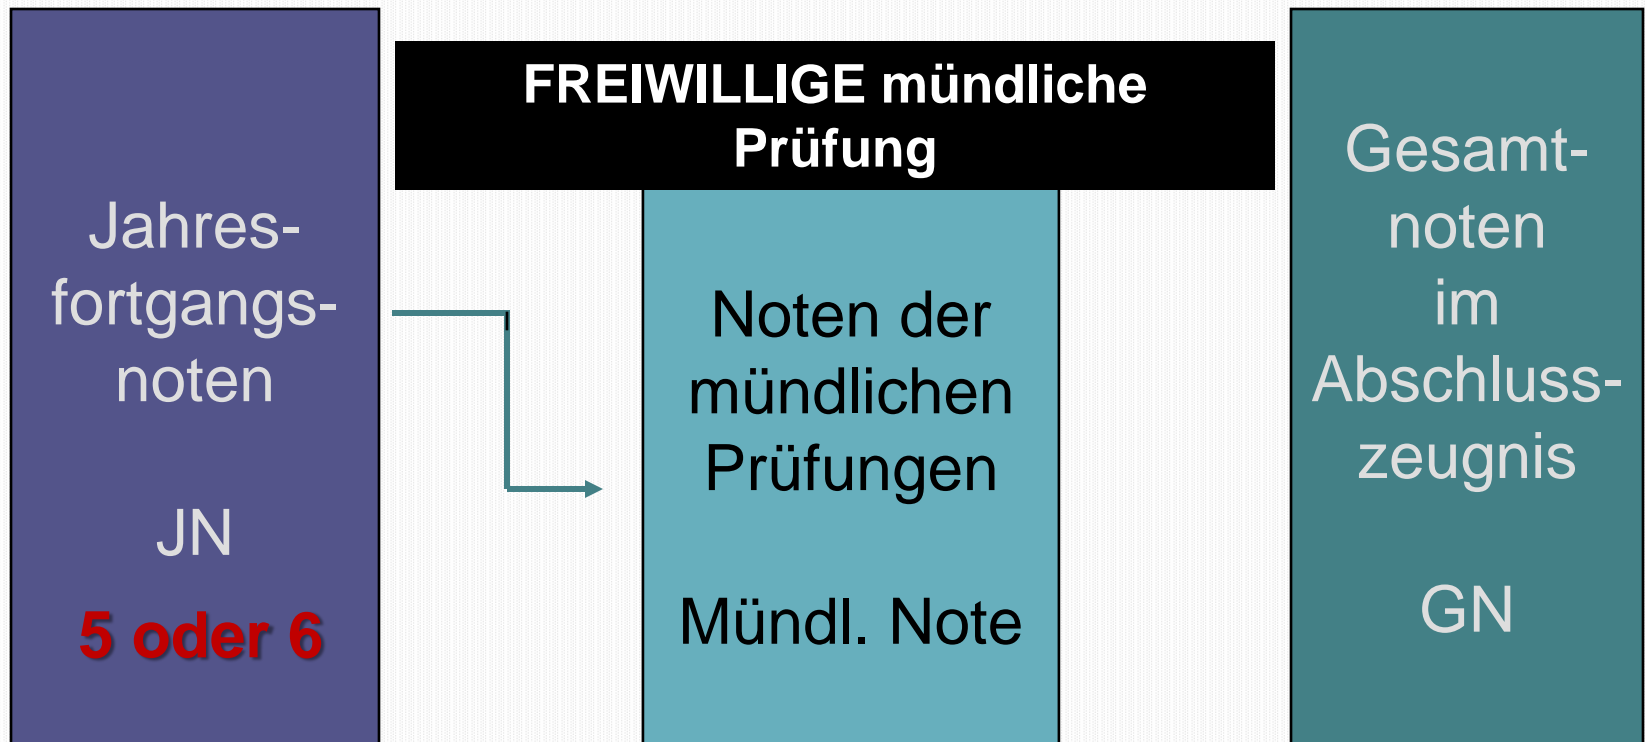 FREIWILLIGE mündliche
Prüfung
Jahres-
fortgangs-
noten
JN
5 oder 6
Noten der
mündlichen
Prüfungen
Mündl. Note
Gesamt-
noten
im
Abschluss-
zeugnis
GN